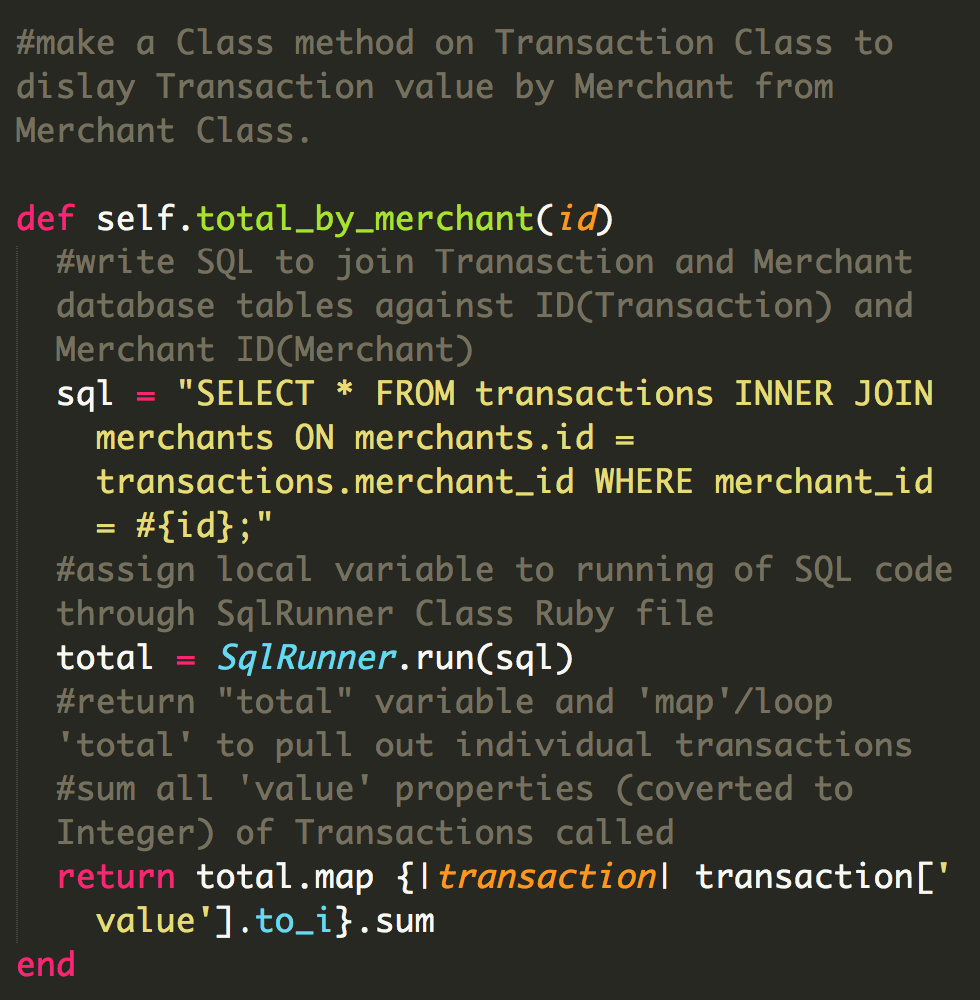 #make a Class method on Transaction Class to
dislay Transaction value by Merchant from
Merchant Class.
def self.total_by_merchant(id)
#write SQL to join Tranasction and Merchant
database tables against ID(Transaction) and
Merchant ID(Merchant)
sql = "SELECT * FROM transactions INNER JOIN
merchants ON merchants.id =
transactions.merchant_id WHERE merchant_id
= #{id};"
#assign local variable to running of SQL code
through SqlRunner Class Ruby file
total = SqlRunner.run(sql)
#return "total" variable and 'map'/loop
'total' to pull out individual transactions
#sum all 'value' properties (coverted to
Integer) of Transactions called
return total.map {|transaction| transaction['
value'].to_i}.sum
end